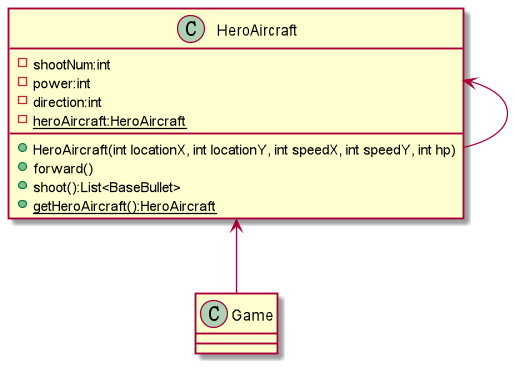 C HeroAircraft
shootNum:int
power:int
direction:int
heroAircraft:HeroAircraft
HeroAircraft(int locationX, int locationY, int speedX, int speedY, int hp)
forward()
shoot():List<BaseBullet>
getHeroAircraft():HeroAircraft
C Game